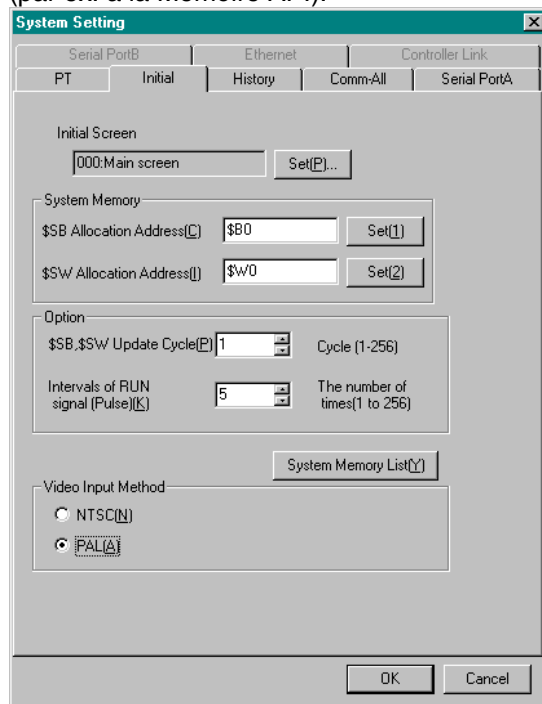 (par ex. à la mémoire API).
System Setting
Serial PortB Ethernet Controller Link
PT Initial History Comm-All Serial PortA
Initial Screen
000:Main screen Set(P)...
System Memory
$SB Allocation Address(C) $B0 Set(1)
$SW Allocation Address(I) $W0 Set(2)
Option
$SB,$SW Update Cycle(P) 1 Cycle (1-256)
Intervals of RUN
signal (Pulse)(K) 5 The number of
times(1 to 256)
System Memory List(Y)
Video Input Method
NTSC(N)
PAL(A)
OK Cancel